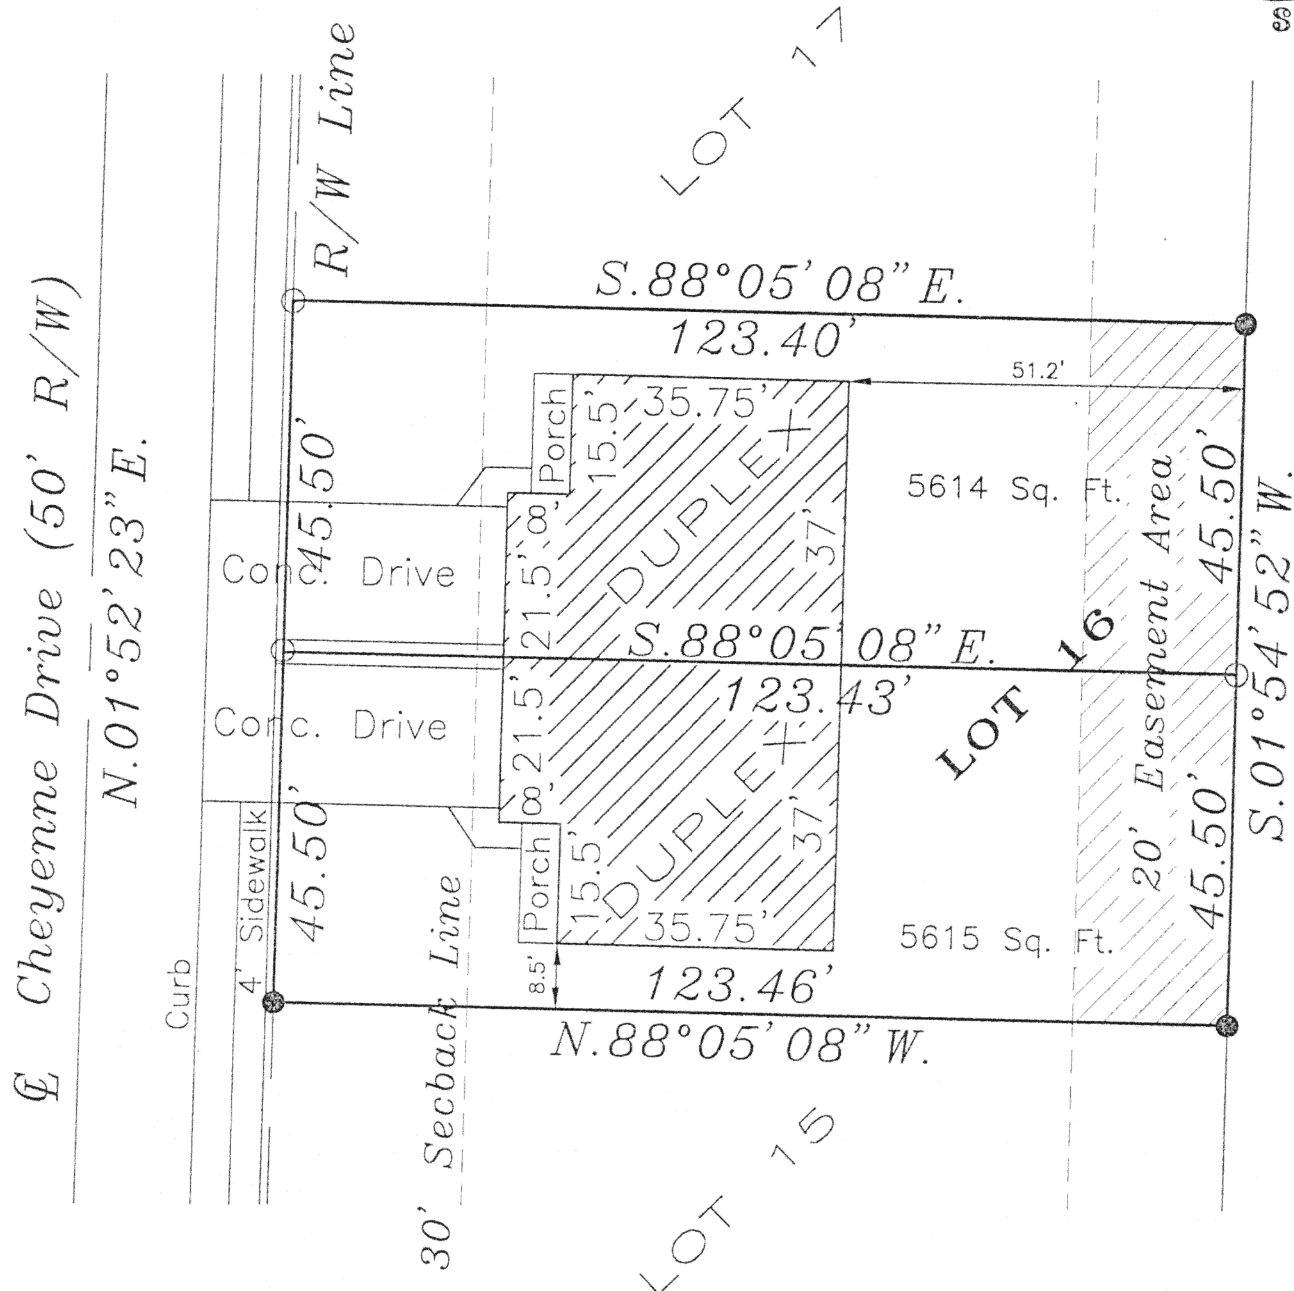 ℄ Cheyenne Drive (50' R/W)
N.01°52'23" E.
R/W Line
LOT 17
S.88°05'08" E.
123.40'
51.2'
Porch
15.5'
35.75'
DUPLEX
45.50'
8'
37'
5614 Sq. Ft.
45.50'
Conc. Drive
21.5'
S.88°05'08" E.
123.43'
LOT 16
20' Easement Area
S.01°54'52" W.
Conc. Drive
21.5'
DUPLEX
8'
37'
45.50'
45.50'
4' Sidewalk
Curb
Porch
15.5'
35.75'
5615 Sq. Ft.
8.5'
123.46'
N.88°05'08" W.
30' Secback Line
LOT 15